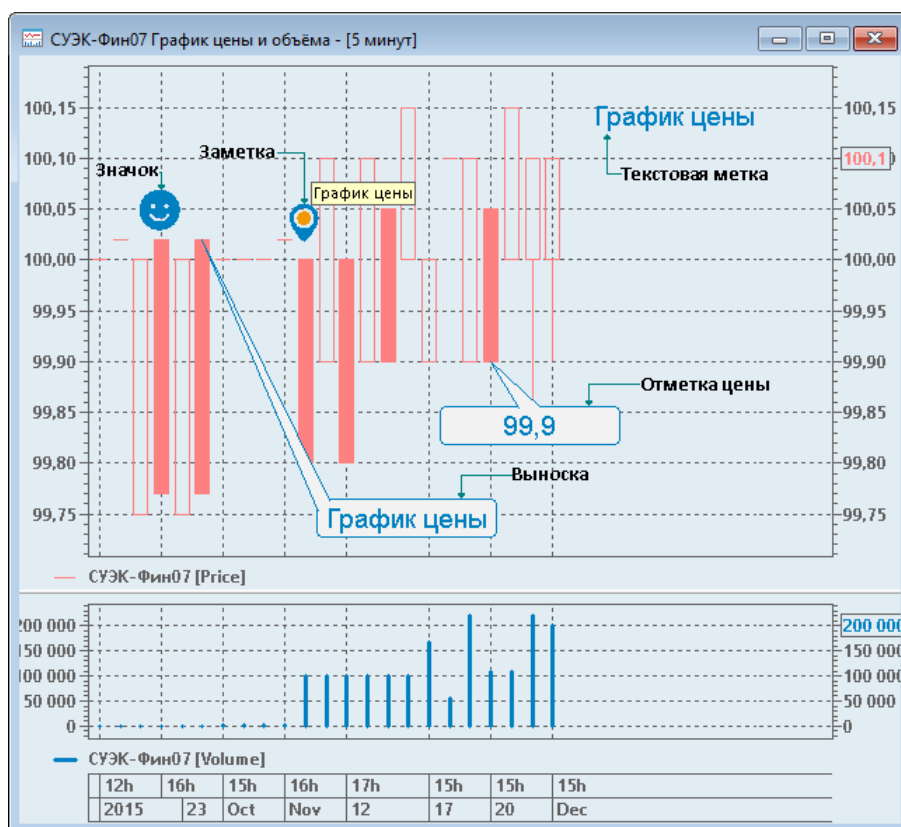 СУЭК-Фин07 График цены и объёма - [5 минут]
100,15
100,10
100,05
100,00
99,95
99,90
99,85
99,80
99,75
Значок
Заметка
График цены
График цены
Текстовая метка
Отметка цены
99,9
Выноска
График цены
100,15
100,1
100,05
100,00
99,95
99,90
99,85
99,80
99,75
СУЭК-Фин07 [Price]
200 000
150 000
100 000
50 000
0
200 000
150 000
100 000
50 000
0
СУЭК-Фин07 [Volume]
12h 16h 15h 16h 17h 15h 15h 15h
2015 23 Oct Nov 12 17 20 Dec